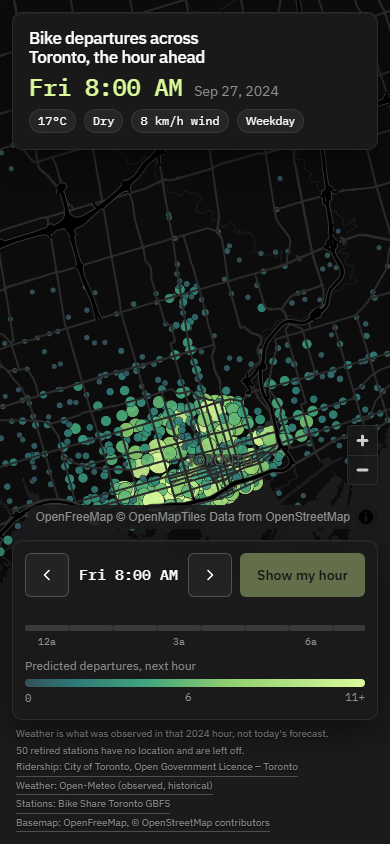 Bike departures across
Toronto, the hour ahead
Fri 8:00 AM Sep 27, 2024
17°C Dry 8 km/h wind Weekday
OpenFreeMap © OpenMapTiles Data from OpenStreetMap
Fri 8:00 AM Show my hour
12a 3a 6a
Predicted departures, next hour
0 6 11+
Weather is what was observed in that 2024 hour, not today's forecast.
50 retired stations have no location and are left off.
Ridership: City of Toronto, Open Government Licence – Toronto
Weather: Open-Meteo (observed, historical)
Stations: Bike Share Toronto GBFS
Basemap: OpenFreeMap, © OpenStreetMap contributors